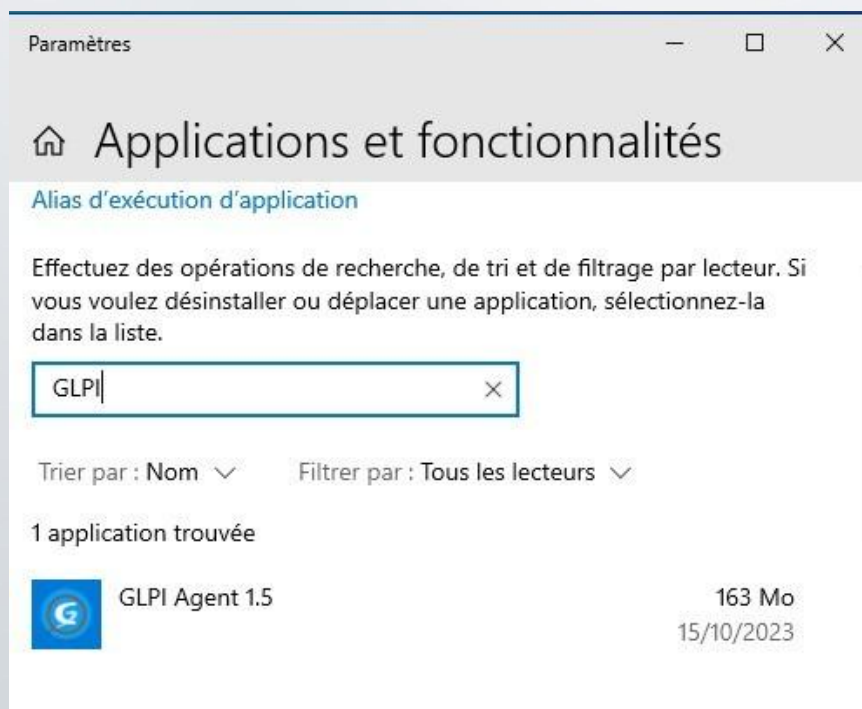 Paramètres
Applications et fonctionnalités
Alias d’exécution d’application
Effectuez des opérations de recherche, de tri et de filtrage par lecteur. Si
vous voulez désinstaller ou déplacer une application, sélectionnez-la
dans la liste.
GLPI
Trier par : Nom Filtrer par : Tous les lecteurs
1 application trouvée
GLPI Agent 1.5 163 Mo
15/10/2023